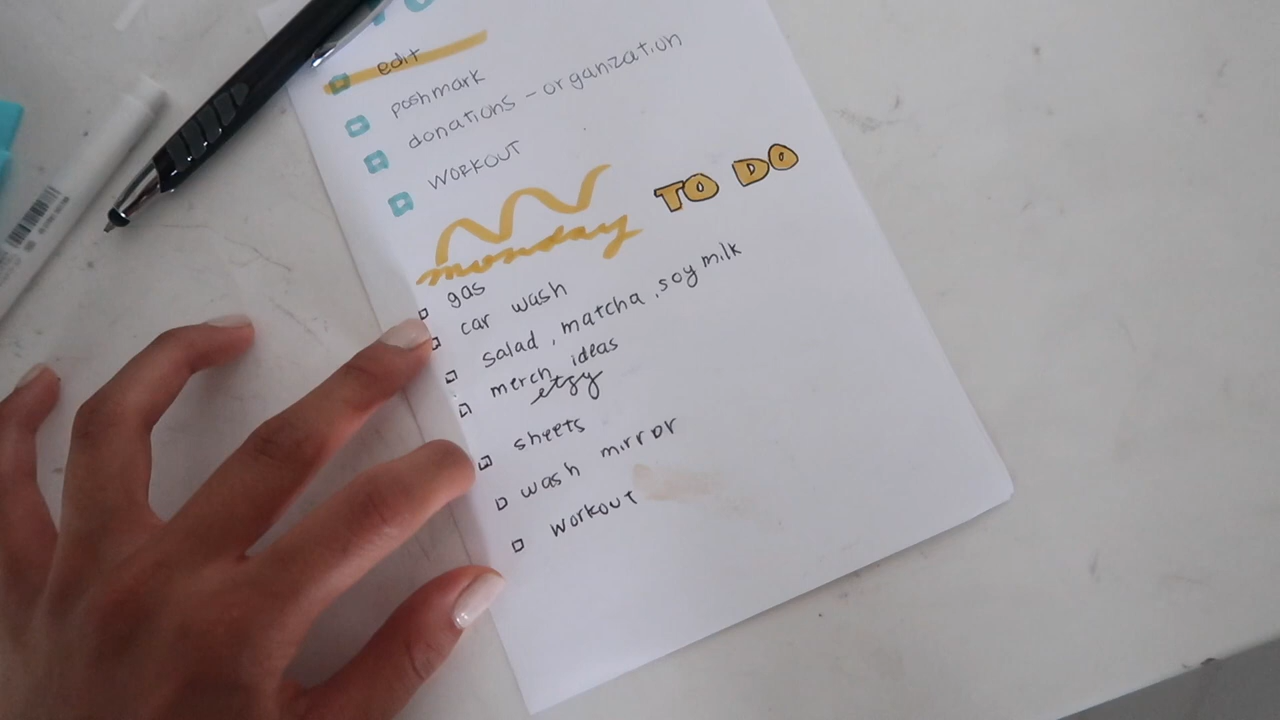 edit
poshmark
donations - organization
WORKOUT
monday TO DO
gas
car wash
salad, matcha, soy milk
merch ideas
etsy
sheets
wash mirror
workout